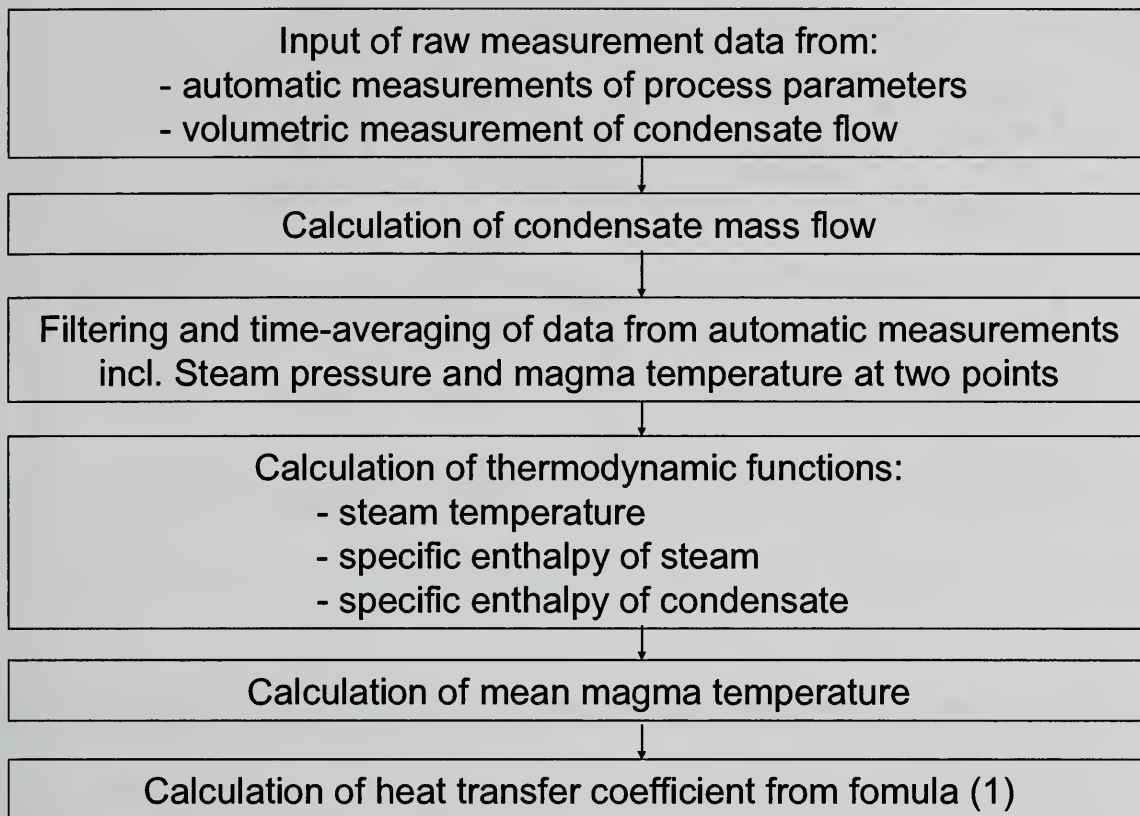 Input of raw measurement data from:
- automatic measurements of process parameters
- volumetric measurement of condensate flow
Calculation of condensate mass flow
Filtering and time-averaging of data from automatic measurements
incl. Steam pressure and magma temperature at two points
Calculation of thermodynamic functions:
- steam temperature
- specific enthalpy of steam
- specific enthalpy of condensate
Calculation of mean magma temperature
Calculation of heat transfer coefficient from fomula (1)